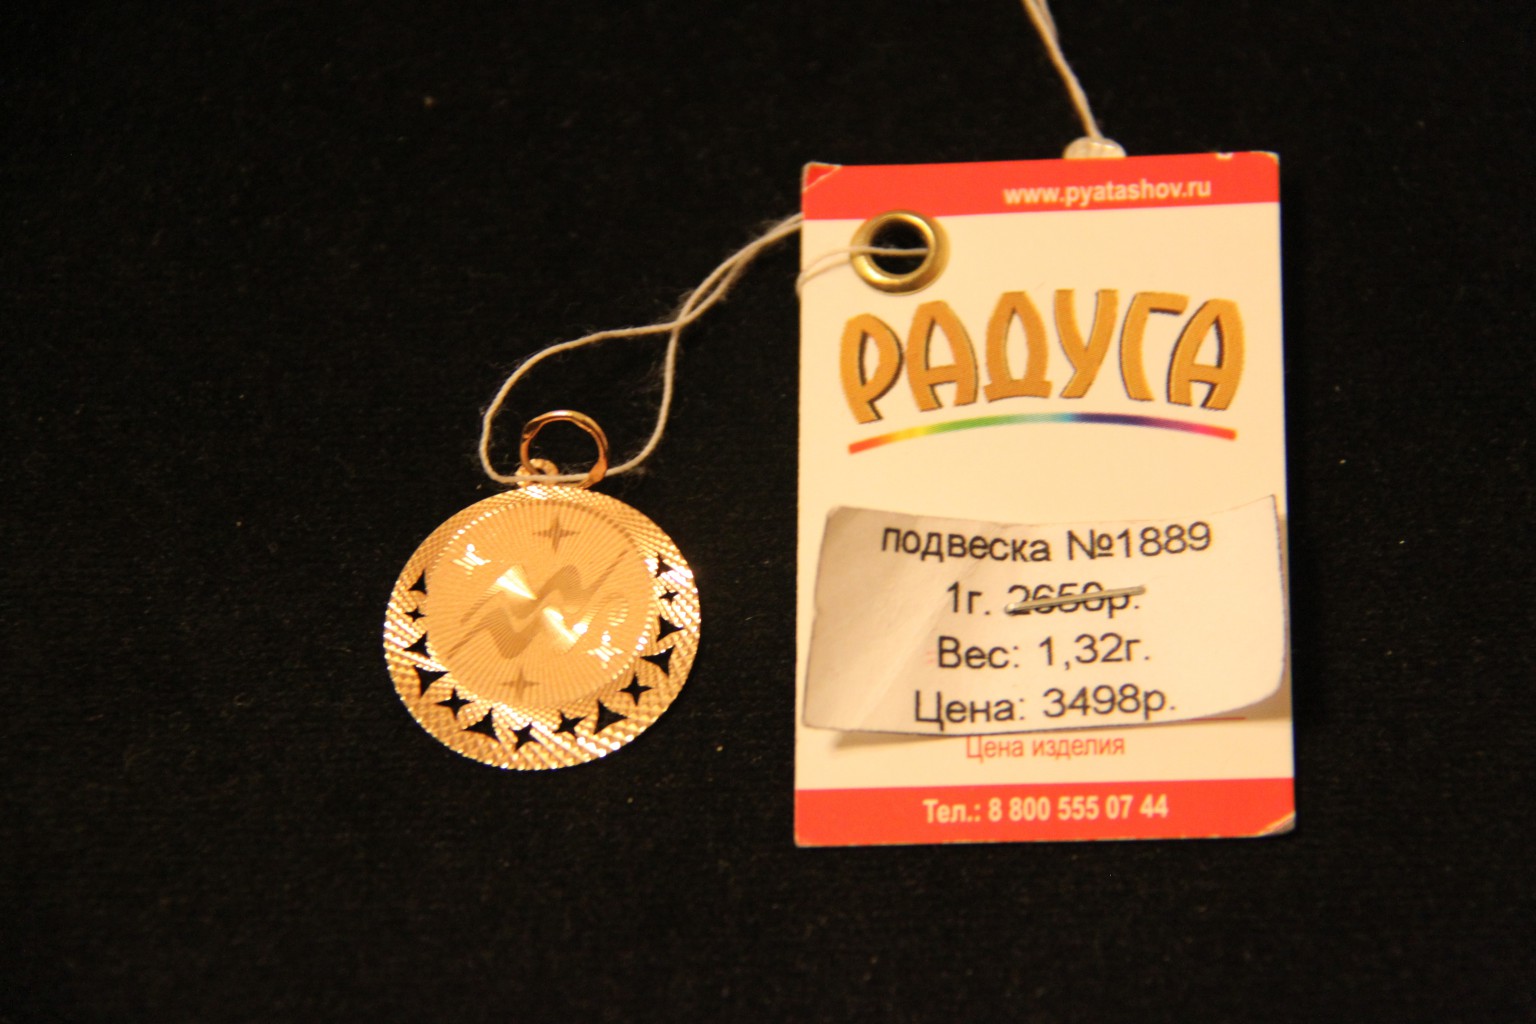 www.pyatashov.ru
РАДУГА
подвеска №1889
1г. 2650р.
Вес: 1,32г.
Цена: 3498р.
Цена изделия
Тел.: 8 800 555 07 44